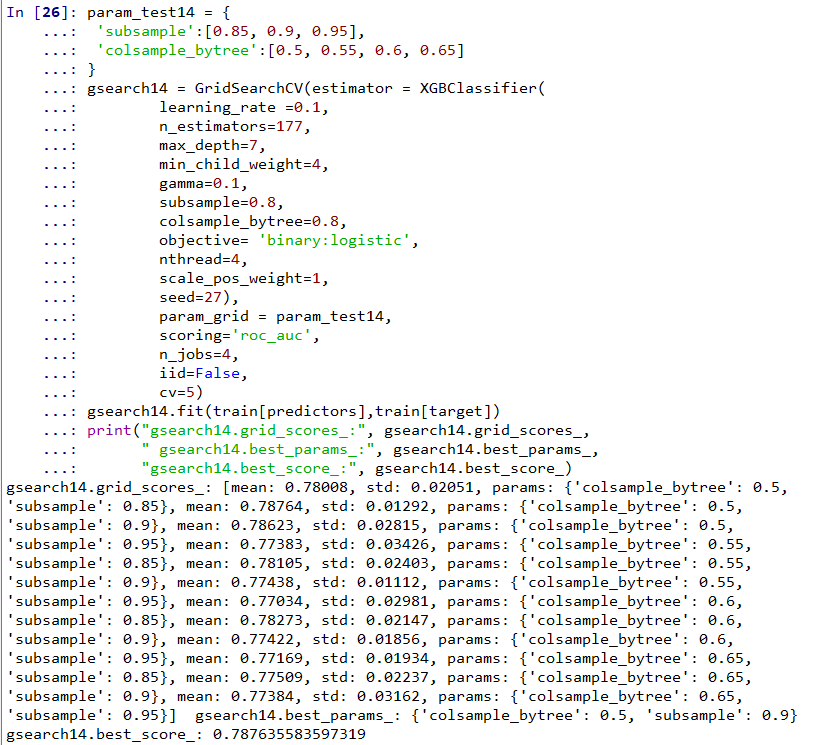 In [26]: param_test14 = {
    ...:  'subsample':[0.85, 0.9, 0.95],
    ...:  'colsample_bytree':[0.5, 0.55, 0.6, 0.65]
    ...: }
    ...: gsearch14 = GridSearchCV(estimator = XGBClassifier(
    ...:         learning_rate =0.1,
    ...:         n_estimators=177,
    ...:         max_depth=7,
    ...:         min_child_weight=4,
    ...:         gamma=0.1,
    ...:         subsample=0.8,
    ...:         colsample_bytree=0.8,
    ...:         objective= 'binary:logistic',
    ...:         nthread=4,
    ...:         scale_pos_weight=1,
    ...:         seed=27),
    ...:         param_grid = param_test14,
    ...:         scoring='roc_auc',
    ...:         n_jobs=4,
    ...:         iid=False,
    ...:         cv=5)
    ...: gsearch14.fit(train[predictors],train[target])
    ...: print("gsearch14.grid_scores_:", gsearch14.grid_scores_,
    ...:       " gsearch14.best_params_:", gsearch14.best_params_,
    ...:       "gsearch14.best_score_:", gsearch14.best_score_)
gsearch14.grid_scores_: [mean: 0.78008, std: 0.02051, params: {'colsample_bytree': 0.5,
'subsample': 0.85}, mean: 0.78764, std: 0.01292, params: {'colsample_bytree': 0.5,
'subsample': 0.9}, mean: 0.78623, std: 0.02815, params: {'colsample_bytree': 0.5,
'subsample': 0.95}, mean: 0.77383, std: 0.03426, params: {'colsample_bytree': 0.55,
'subsample': 0.85}, mean: 0.78105, std: 0.02403, params: {'colsample_bytree': 0.55,
'subsample': 0.9}, mean: 0.77438, std: 0.01112, params: {'colsample_bytree': 0.55,
'subsample': 0.95}, mean: 0.77034, std: 0.02981, params: {'colsample_bytree': 0.6,
'subsample': 0.85}, mean: 0.78273, std: 0.02147, params: {'colsample_bytree': 0.6,
'subsample': 0.9}, mean: 0.77422, std: 0.01856, params: {'colsample_bytree': 0.6,
'subsample': 0.95}, mean: 0.77169, std: 0.01934, params: {'colsample_bytree': 0.65,
'subsample': 0.85}, mean: 0.77509, std: 0.02237, params: {'colsample_bytree': 0.65,
'subsample': 0.9}, mean: 0.77384, std: 0.03162, params: {'colsample_bytree': 0.65,
'subsample': 0.95}]  gsearch14.best_params_: {'colsample_bytree': 0.5, 'subsample': 0.9}
gsearch14.best_score_: 0.787635583597319